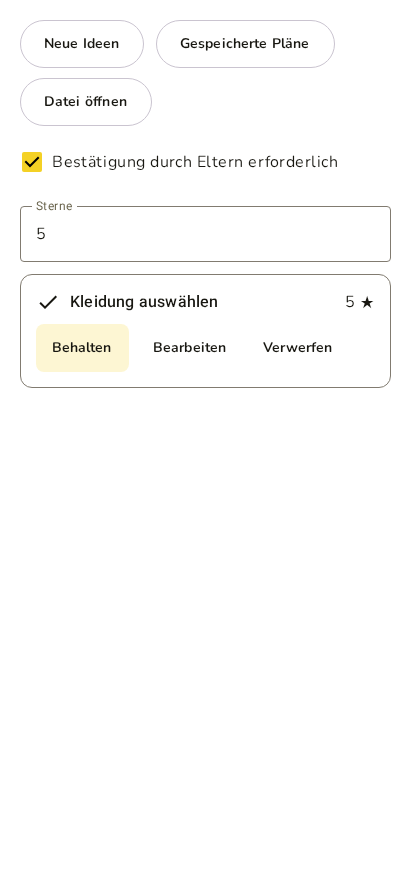 Neue Ideen
Gespeicherte Pläne
Datei öffnen
Bestätigung durch Eltern erforderlich
Sterne
5
Kleidung auswählen 5 ★
Behalten Bearbeiten Verwerfen